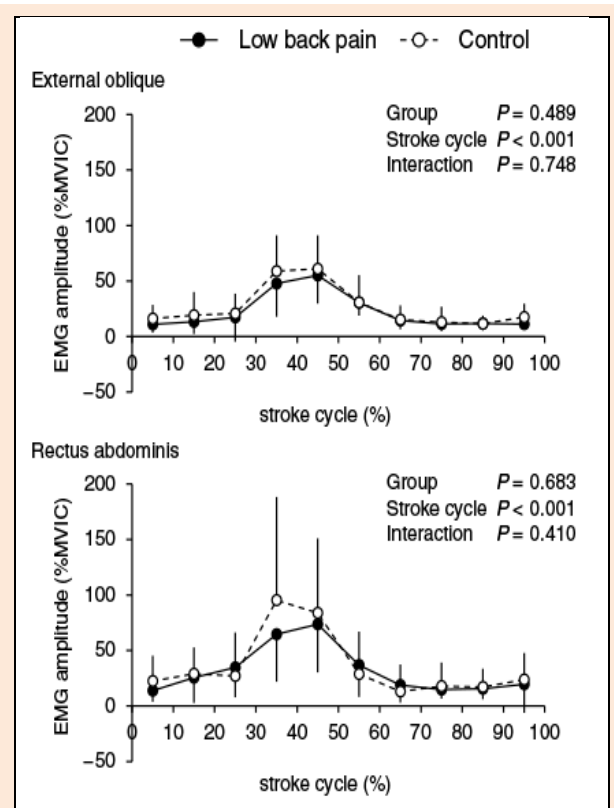 Low back pain Control
External oblique
Group P = 0.489
Stroke cycle P < 0.001
Interaction P = 0.748
EMG amplitude (%MVIC)
200
150
100
50
0
−50
0 10 20 30 40 50 60 70 80 90 100
stroke cycle (%)
Rectus abdominis
Group P = 0.683
Stroke cycle P < 0.001
Interaction P = 0.410
EMG amplitude (%MVIC)
200
150
100
50
0
−50
0 10 20 30 40 50 60 70 80 90 100
stroke cycle (%)